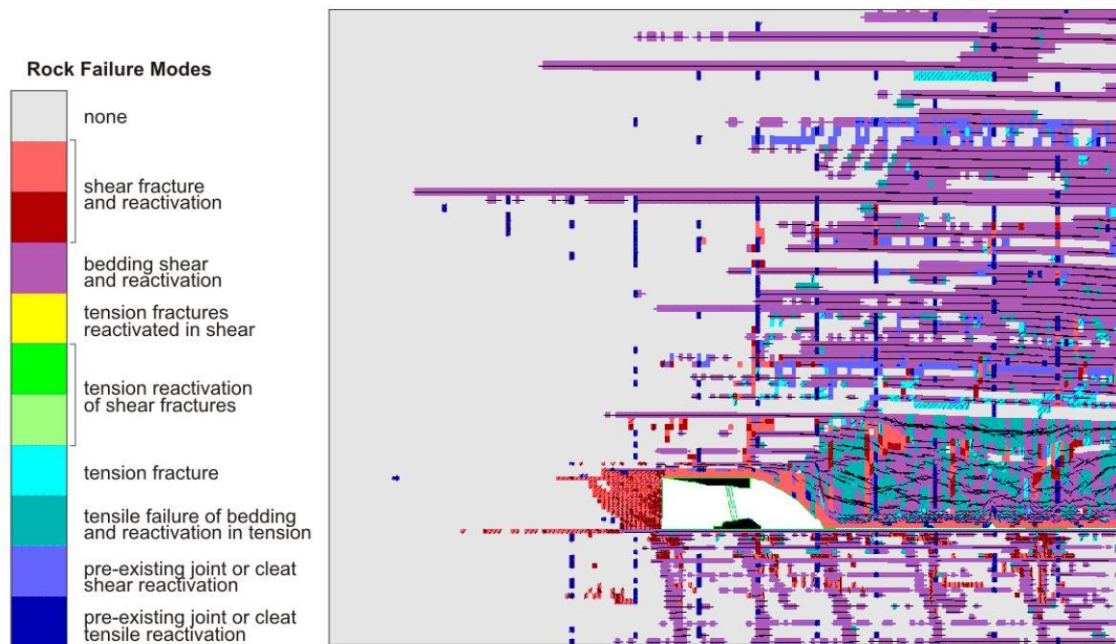 Rock Failure Modes
none
shear fracture
and reactivation
bedding shear
and reactivation
tension fractures
reactivated in shear
tension reactivation
of shear fractures
tension fracture
tensile failure of bedding
and reactivation in tension
pre-existing joint or cleat
shear reactivation
pre-existing joint or cleat
tensile reactivation